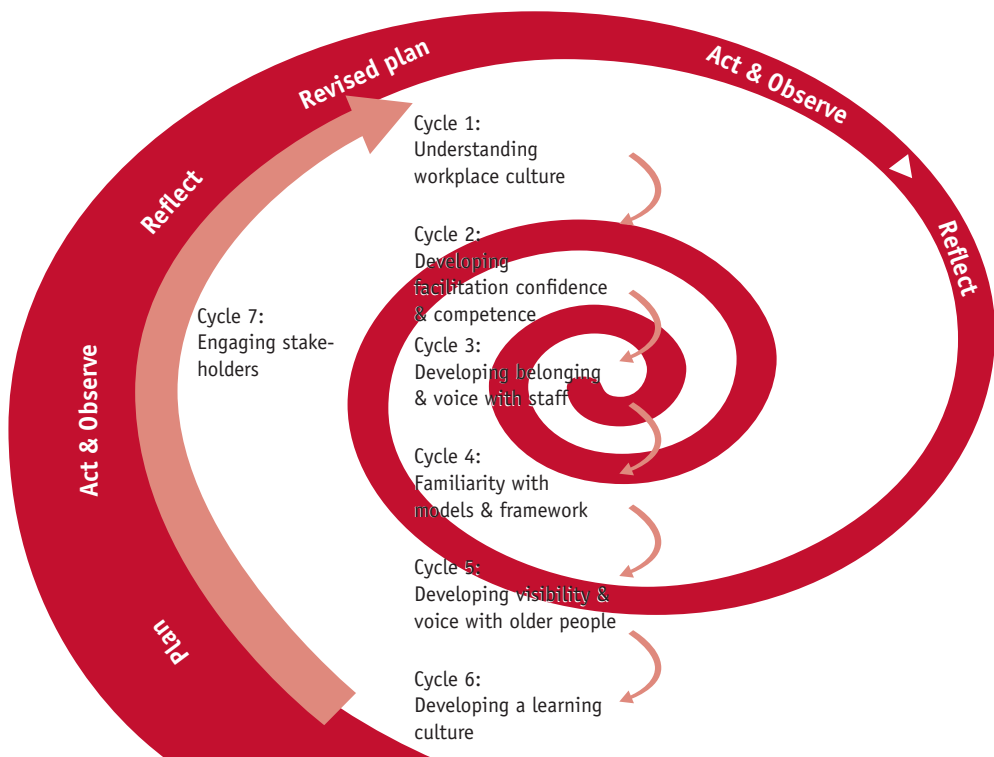 Plan
Act & Observe
Reflect
Revised plan
Act & Observe
Reflect
Cycle 1:
Understanding
workplace culture
Cycle 2:
Developing
facilitation confidence
& competence
Cycle 3:
Developing belonging
& voice with staff
Cycle 4:
Familiarity with
models & framework
Cycle 5:
Developing visibility &
voice with older people
Cycle 6:
Developing a learning
culture
Cycle 7:
Engaging stake-
holders